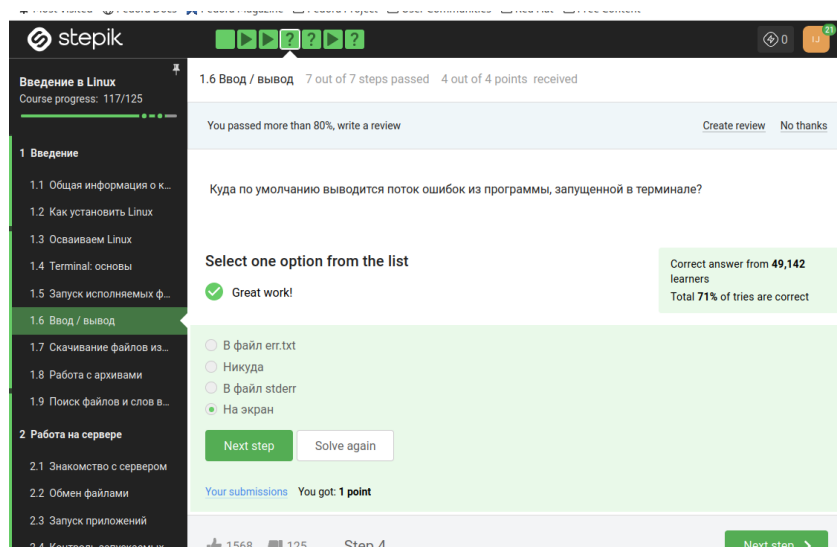 stepik
?
?
0
IJ
21
Введение в Linux
Course progress: 117/125
1 Введение
1.1 Общая информация о к...
1.2 Как установить Linux
1.3 Осваиваем Linux
1.4 Terminal: основы
1.5 Запуск исполняемых ф...
1.6 Ввод / вывод
1.7 Скачивание файлов из...
1.8 Работа с архивами
1.9 Поиск файлов и слов в...
2 Работа на сервере
2.1 Знакомство с сервером
2.2 Обмен файлами
2.3 Запуск приложений
1.6 Ввод / вывод 7 out of 7 steps passed 4 out of 4 points received
You passed more than 80%, write a review
Create review No thanks
Куда по умолчанию выводится поток ошибок из программы, запущенной в терминале?
Select one option from the list
Great work!
Correct answer from 49,142
learners
Total 71% of tries are correct
В файл err.txt
Никуда
В файл stderr
На экран
Next step Solve again
Your submissions You got: 1 point
1568 125 Step 4 Next step